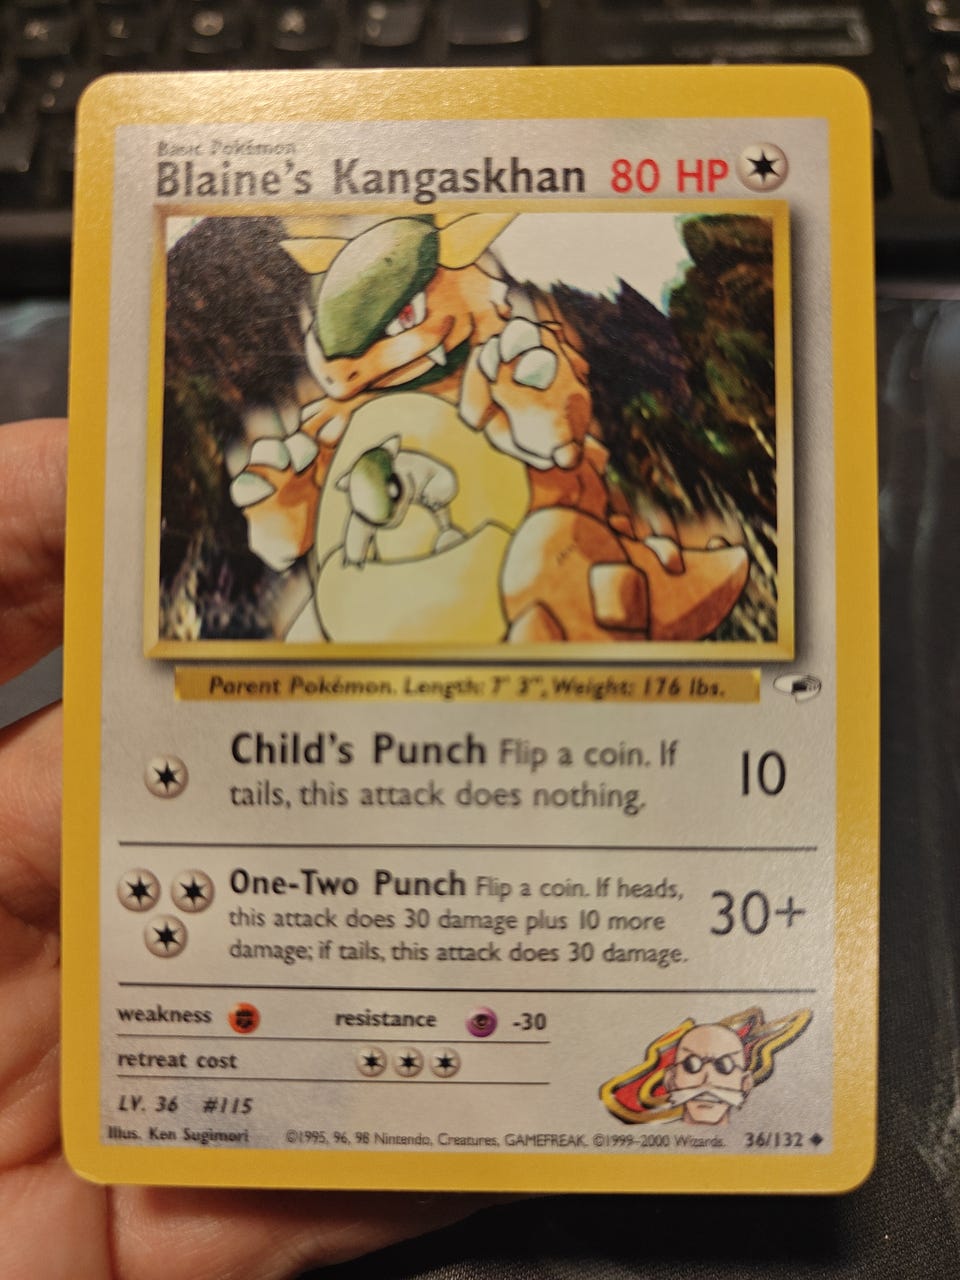 Basic Pokémon
Blaine's Kangaskhan 80 HP
Parent Pokémon. Length: 7' 3", Weight: 176 lbs.
Child's Punch Flip a coin. If
tails, this attack does nothing.
10
One-Two Punch Flip a coin. If heads,
this attack does 30 damage plus 10 more
damage; if tails, this attack does 30 damage.
30+
weakness resistance -30
retreat cost
LV. 36 #115
Illus. Ken Sugimori ©1995, 96, 98 Nintendo, Creatures, GAMEFREAK. ©1999-2000 Wizards. 36/132